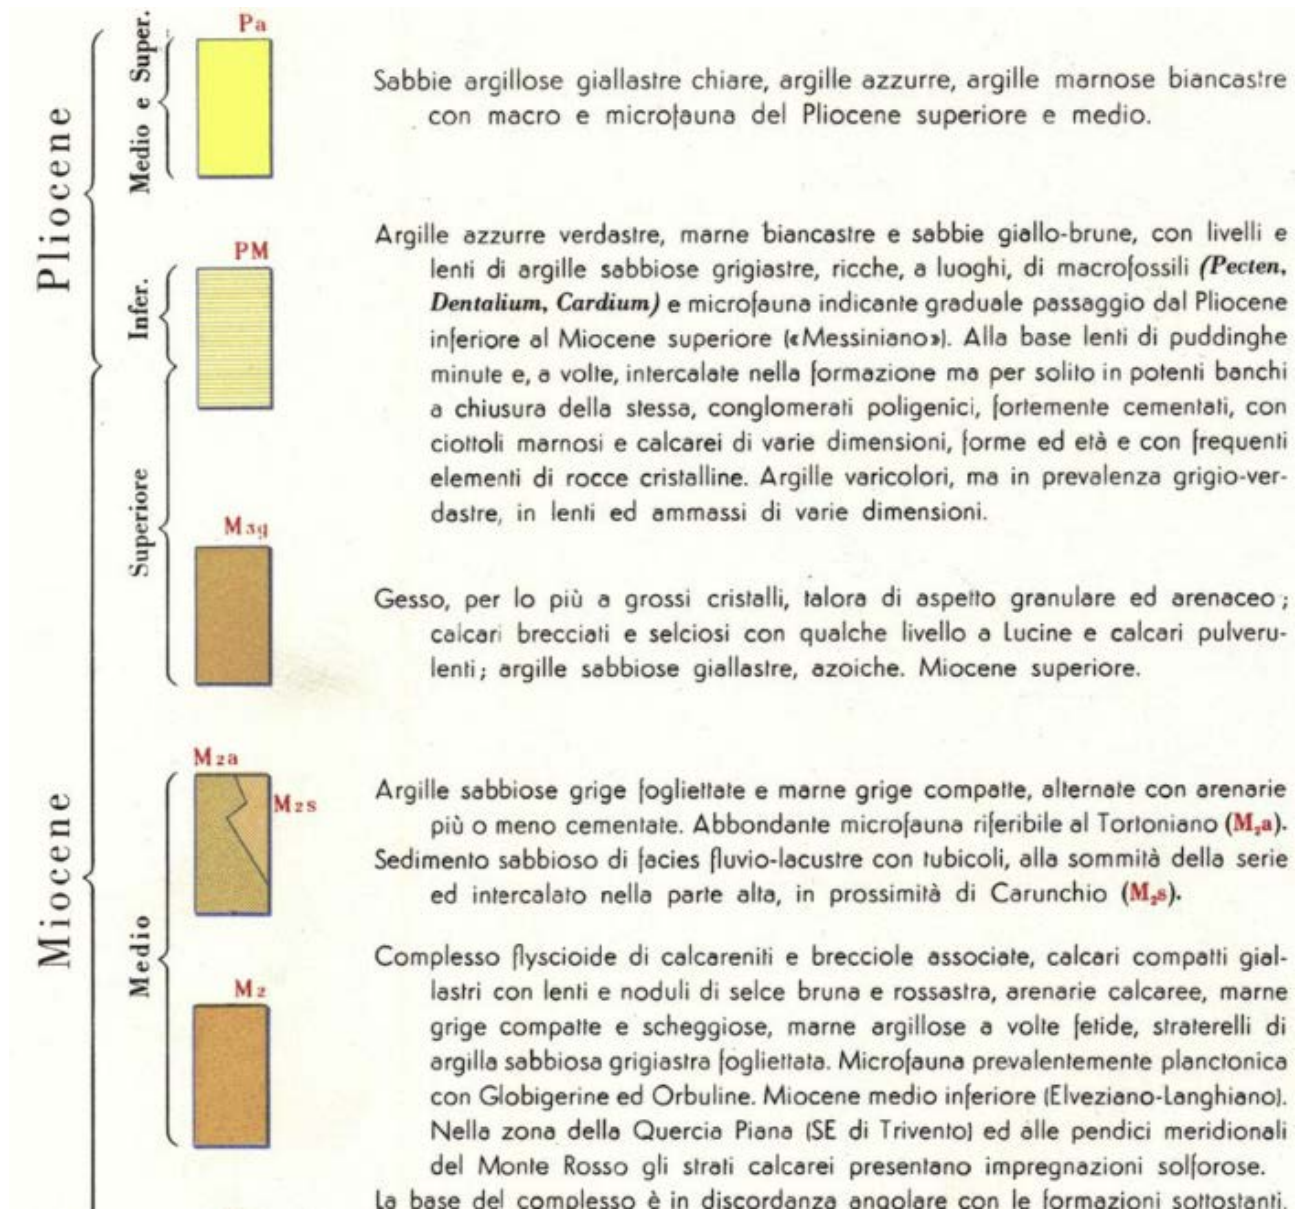 Pliocene
Medio e Super.
Pa
Sabbie argillose giallastre chiare, argille azzurre, argille marnose biancastre
con macro e microfauna del Pliocene superiore e medio.
Infer.
PM
Argille azzurre verdastre, marne biancastre e sabbie giallo-brune, con livelli e
lenti di argille sabbiose grigiastre, ricche, a luoghi, di macrofossili (Pecten,
Dentalium, Cardium) e microfauna indicante graduale passaggio dal Pliocene
inferiore al Miocene superiore («Messiniano»). Alla base lenti di puddinghe
minute e, a volte, intercalate nella formazione ma per solito in potenti banchi
a chiusura della stessa, conglomerati poligenici, fortemente cementati, con
ciottoli marnosi e calcarei di varie dimensioni, forme ed età e con frequenti
elementi di rocce cristalline. Argille varicolori, ma in prevalenza grigio-ver-
dastre, in lenti ed ammassi di varie dimensioni.
Miocene
Superiore
M3g
Gesso, per lo più a grossi cristalli, talora di aspetto granulare ed arenaceo;
calcari brecciati e selciosi con qualche livello a Lucine e calcari pulveru-
lenti; argille sabbiose giallastre, azoiche. Miocene superiore.
Medio
M2a
M2s
Argille sabbiose grige fogliettate e marne grige compatte, alternate con arenarie
più o meno cementate. Abbondante microfauna riferibile al Tortoniano (M2a).
Sedimento sabbioso di facies fluvio-lacustre con tubicoli, alla sommità della serie
ed intercalato nella parte alta, in prossimità di Carunchio (M2s).
M2
Complesso flyscioide di calcareniti e brecciole associate, calcari compatti gial-
lastri con lenti e noduli di selce bruna e rossastra, arenarie calcaree, marne
grige compatte e scheggiose, marne argillose a volte fetide, straterelli di
argilla sabbiosa grigiastra fogliettata. Microfauna prevalentemente planctonica
con Globigerine ed Orbuline. Miocene medio inferiore (Elveziano-Langhiano).
Nella zona della Quercia Piana (SE di Trivento) ed alle pendici meridionali
del Monte Rosso gli strati calcarei presentano impregnazioni solforose.
La base del complesso è in discordanza angolare con le formazioni sottostanti.